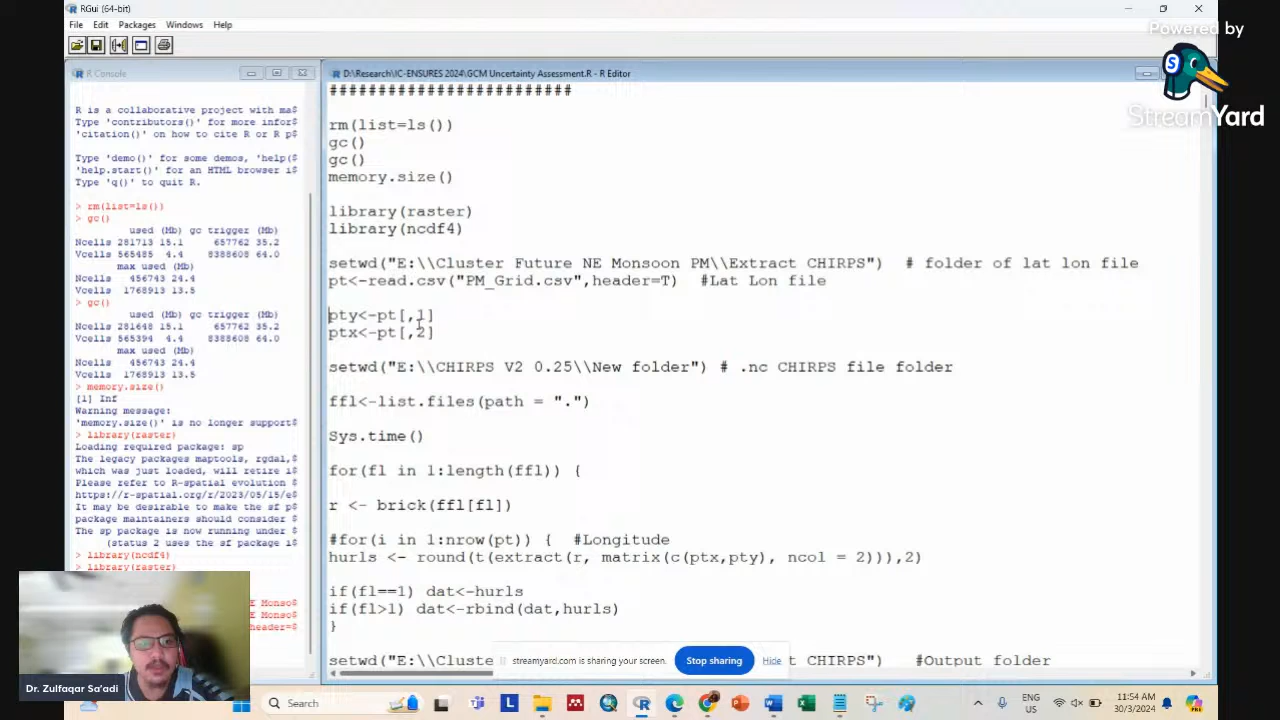 RGui (64-bit)
File Edit Packages Windows Help
Powered by
StreamYard
R Console
R is a collaborative project with ma$
Type 'contributors()' for more infor$
'citation()' on how to cite R or R p$
Type 'demo()' for some demos, 'help($
'help.start()' for an HTML browser i$
Type 'q()' to quit R.
> rm(list=ls())
> gc()
used (Mb) gc trigger (Mb)
Ncells 281713 15.1 657762 35.2
Vcells 565485 4.4 8388608 64.0
max used (Mb)
Ncells 456743 24.4
Vcells 1768913 13.5
> gc()
used (Mb) gc trigger (Mb)
Ncells 281648 15.1 657762 35.2
Vcells 565394 4.4 8388608 64.0
max used (Mb)
Ncells 456743 24.4
Vcells 1768913 13.5
> memory.size()
[1] Inf
Warning message:
'memory.size()' is no longer support$
> library(raster)
Loading required package: sp
The legacy packages maptools, rgdal,$
which was just loaded, will retire i$
Please refer to R-spatial evolution $
https://r-spatial.org/r/2023/05/15/e$
It may be desirable to make the sf p$
package maintainers should consider $
The sp package is now running under $
(status 2 uses the sf package i$
> library(ncdf4)
> library(raster)
E Monso$
E Monso$
header=$
D:\Research\IC-ENSURES 2024\GCM Uncertainty Assessment.R - R Editor
#########################
rm(list=ls())
gc()
gc()
memory.size()
library(raster)
library(ncdf4)
setwd("E:\\Cluster Future NE Monsoon PM\\Extract CHIRPS") # folder of lat lon file
pt<-read.csv("PM_Grid.csv",header=T) #Lat Lon file
pty<-pt[,1]
ptx<-pt[,2]
setwd("E:\\CHIRPS V2 0.25\\New folder") # .nc CHIRPS file folder
ffl<-list.files(path = ".")
Sys.time()
for(fl in 1:length(ffl)) {
r <- brick(ffl[fl])
#for(i in 1:nrow(pt)) { #Longitude
hurls <- round(t(extract(r, matrix(c(ptx,pty), ncol = 2))),2)
if(fl==1) dat<-hurls
if(fl>1) dat<-rbind(dat,hurls)
}
setwd("E:\\Cluste t CHIRPS") #Output folder
streamyard.com is sharing your screen.
Stop sharing
Hide
Dr. Zulfaqar Sa'adi
Search
ENG
US
11:54 AM
30/3/2024